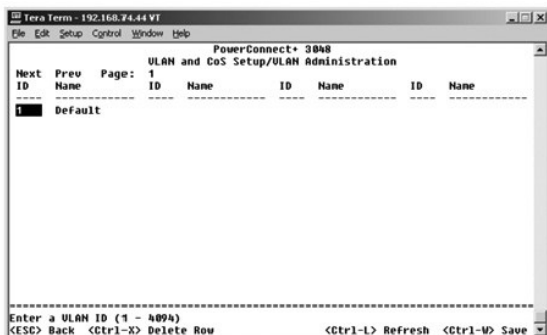 Tera Term - 192.168.74.44 VT
File Edit Setup Control Window Help
PowerConnect+ 3048
VLAN and CoS Setup/VLAN Administration
Next Prev Page: 1
ID Name ID Name ID Name ID Name
---- ------------ ---- ------------ ---- ------------ ---- ------------
1 Default
Enter a VLAN ID (1 - 4094)
<ESC> Back <Ctrl-X> Delete Row <Ctrl-L> Refresh <Ctrl-W> Save